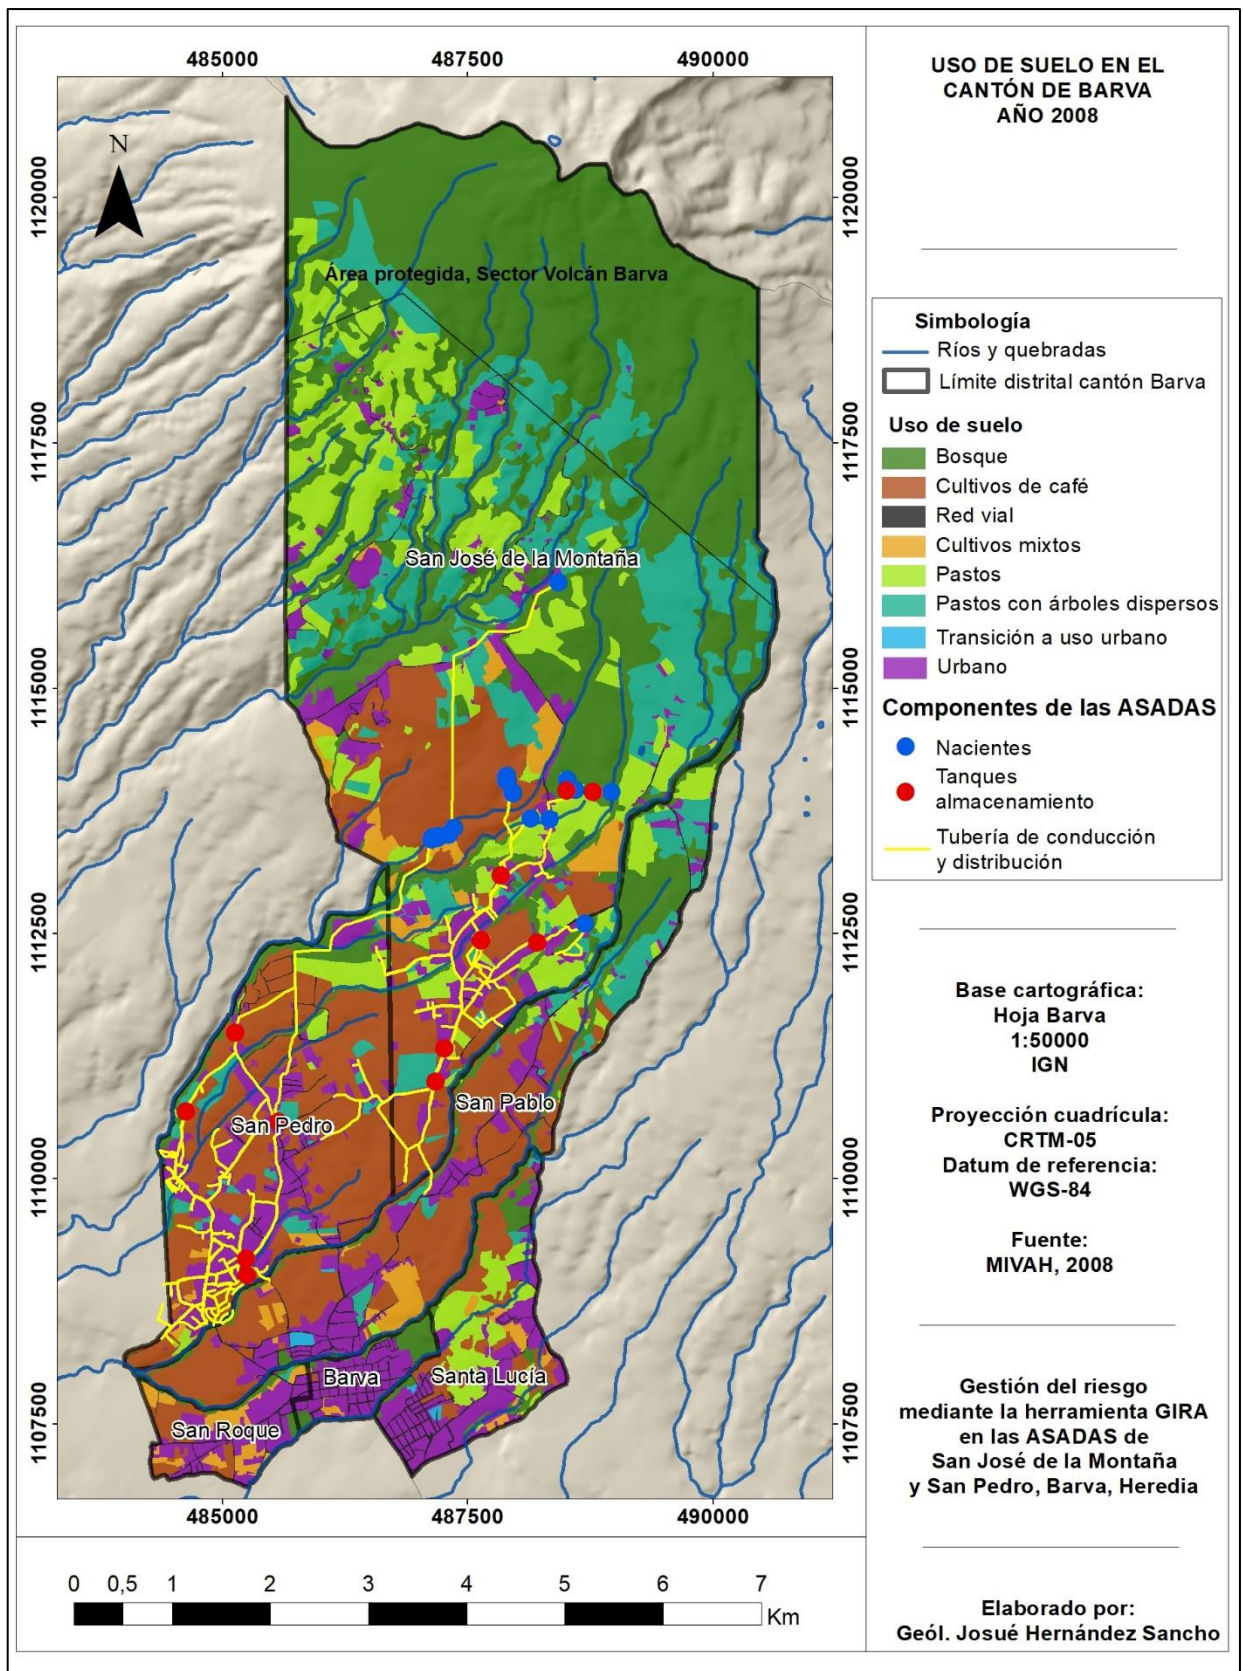 485000
487500
490000
N
1120000
1120000
Área protegida, Sector Volcán Barva
1117500
1117500
San José de la Montaña
1115000
1115000
1112500
1112500
San Pablo
San Pedro
1110000
1110000
Barva
Santa Lucía
San Roque
1107500
1107500
485000
487500
490000
0
0,5
1
2
3
4
5
6
7
Km
USO DE SUELO EN EL
CANTÓN DE BARVA
AÑO 2008
Simbología
Ríos y quebradas
Límite distrital cantón Barva
Uso de suelo
Bosque
Cultivos de café
Red vial
Cultivos mixtos
Pastos
Pastos con árboles dispersos
Transición a uso urbano
Urbano
Componentes de las ASADAS
Nacientes
Tanques
almacenamiento
Tubería de conducción
y distribución
Base cartográfica:
Hoja Barva
1:50000
IGN
Proyección cuadrícula:
CRTM-05
Datum de referencia:
WGS-84
Fuente:
MIVAH, 2008
Gestión del riesgo
mediante la herramienta GIRA
en las ASADAS de
San José de la Montaña
y San Pedro, Barva, Heredia
Elaborado por:
Geól. Josué Hernández Sancho